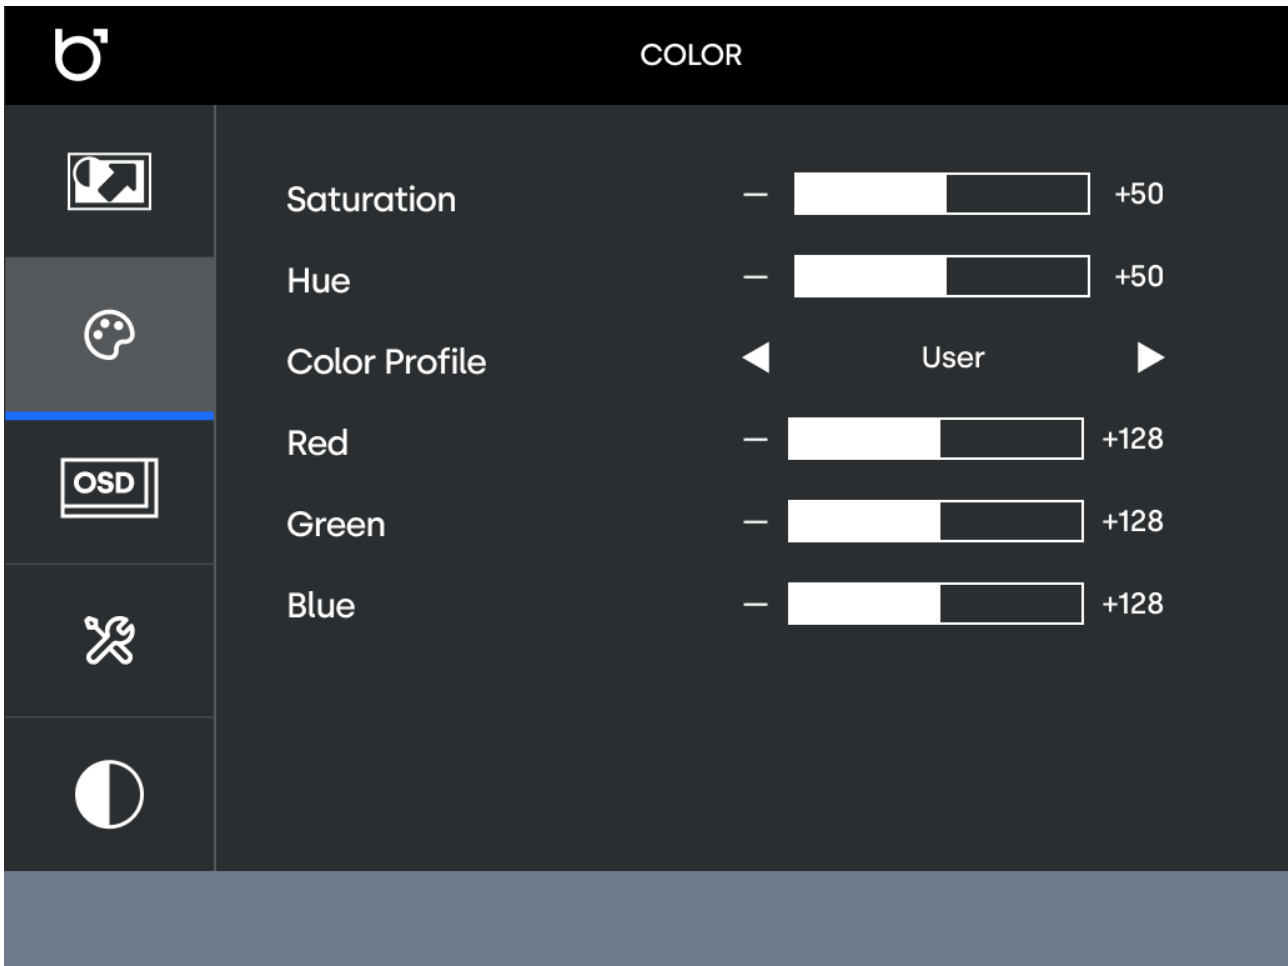 COLOR
Saturation — +50
Hue — +50
Color Profile User
Red — +128
OSD
Green — +128
Blue — +128